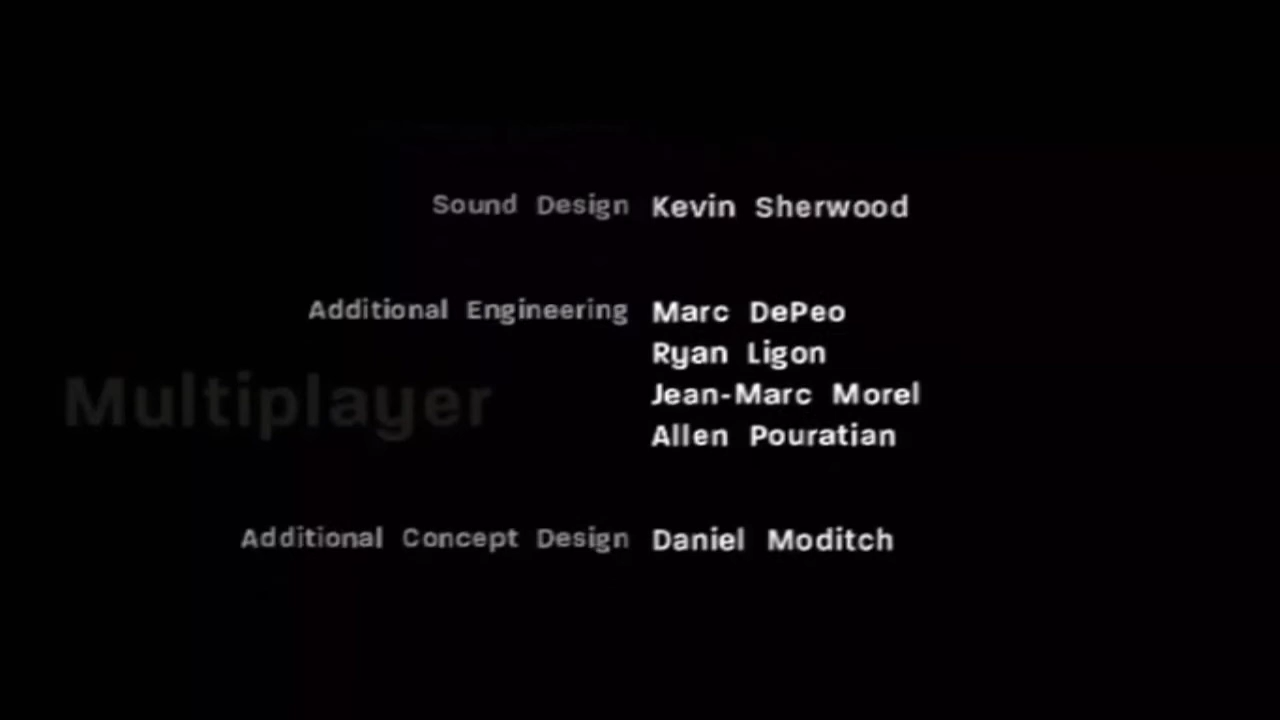 Sound Design Kevin Sherwood
Additional Engineering Marc DePeo
Ryan Ligon
Multiplayer
Jean-Marc Morel
Allen Pouratian
Additional Concept Design Daniel Moditch